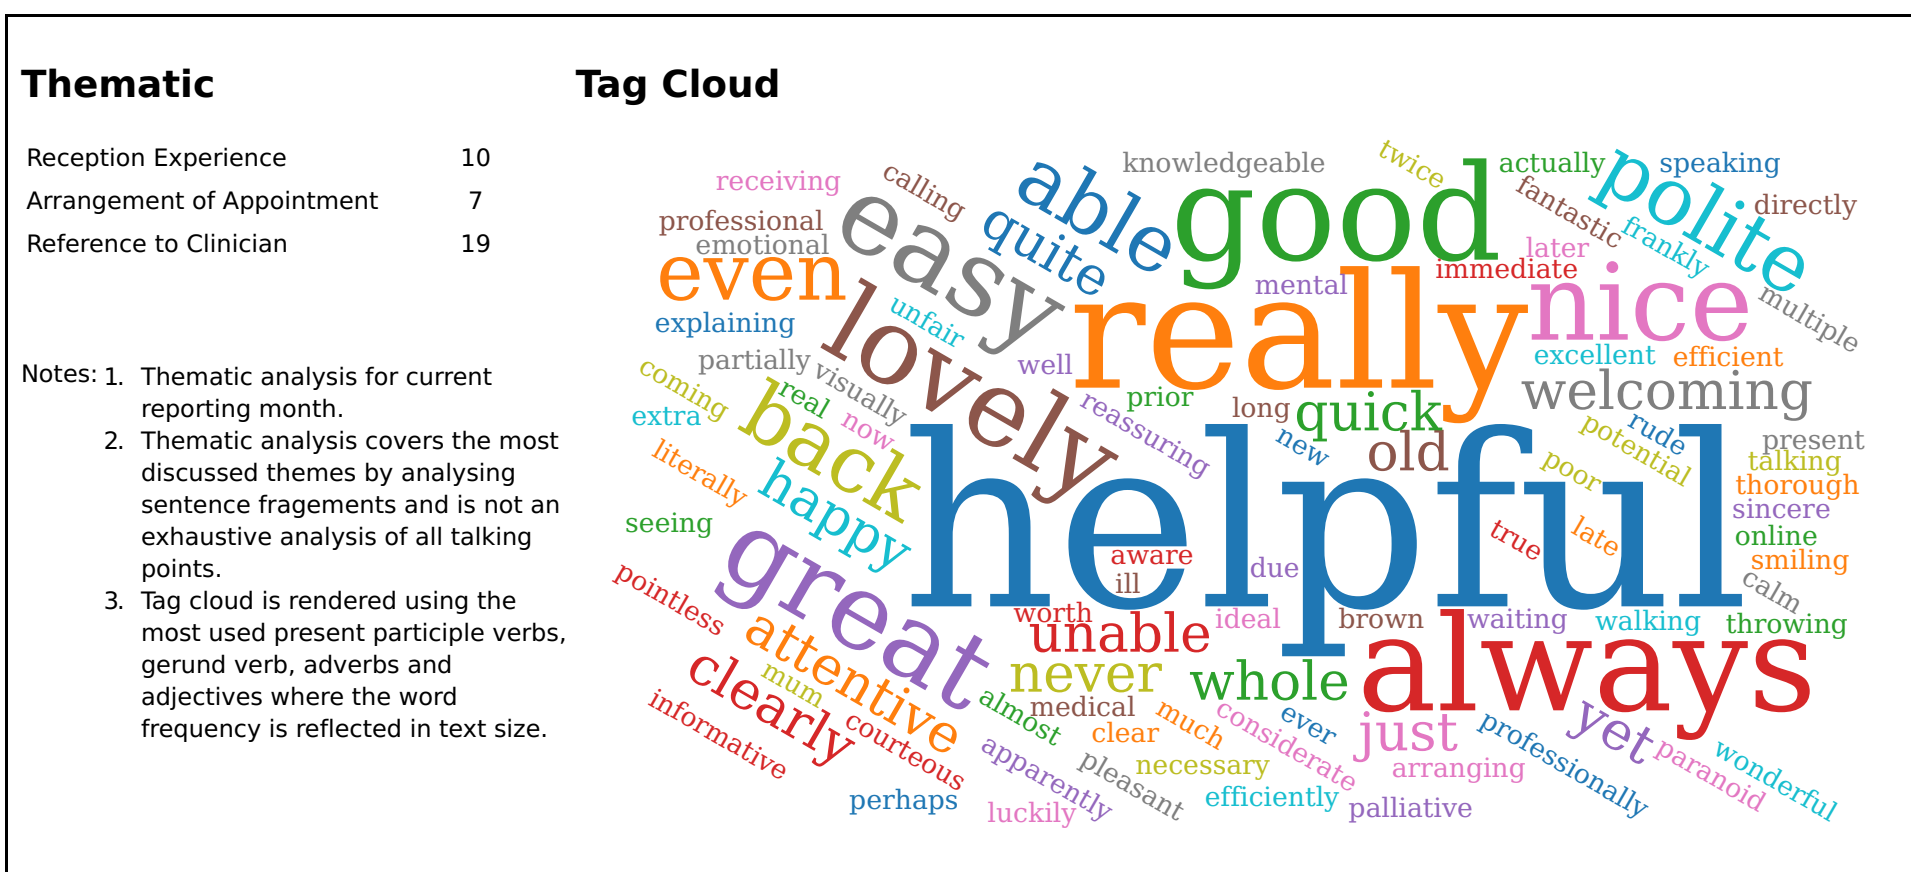 Thematic
Reception Experience 10
Arrangement of Appointment 7
Reference to Clinician 19
Notes: 1. Thematic analysis for current
reporting month.
2. Thematic analysis covers the most
discussed themes by analysing
sentence fragements and is not an
exhaustive analysis of all talking
points.
3. Tag cloud is rendered using the
most used present participle verbs,
gerund verb, adverbs and
adjectives where the word
frequency is reflected in text size.
Tag Cloud
knowledgeable
twice
actually
speaking
receiving
calling
able
good
polite
fantastic
directly
professional
emotional
easy
quite
later
frankly
even
mental
immediate
nice
multiple
explaining
unfair
lovely
really
partially
visually
well
excellent
efficient
coming
real
back
now
reassuring
prior
long
quick
welcoming
extra
new
old
rude
potential
present
literally
happy
helpful
poor
talking
thorough
sincere
seeing
great
aware
ill
due
true
late
online
smiling
calm
pointless
worth
unable
ideal
brown
waiting
walking
throwing
attentive
never
whole
always
clearly
mum
informative
courteous
almost
medical
clear
much
considerate
ever
just
professionally
yet
paranoid
wonderful
apparently
pleasant
necessary
arranging
perhaps
luckily
efficiently
palliative